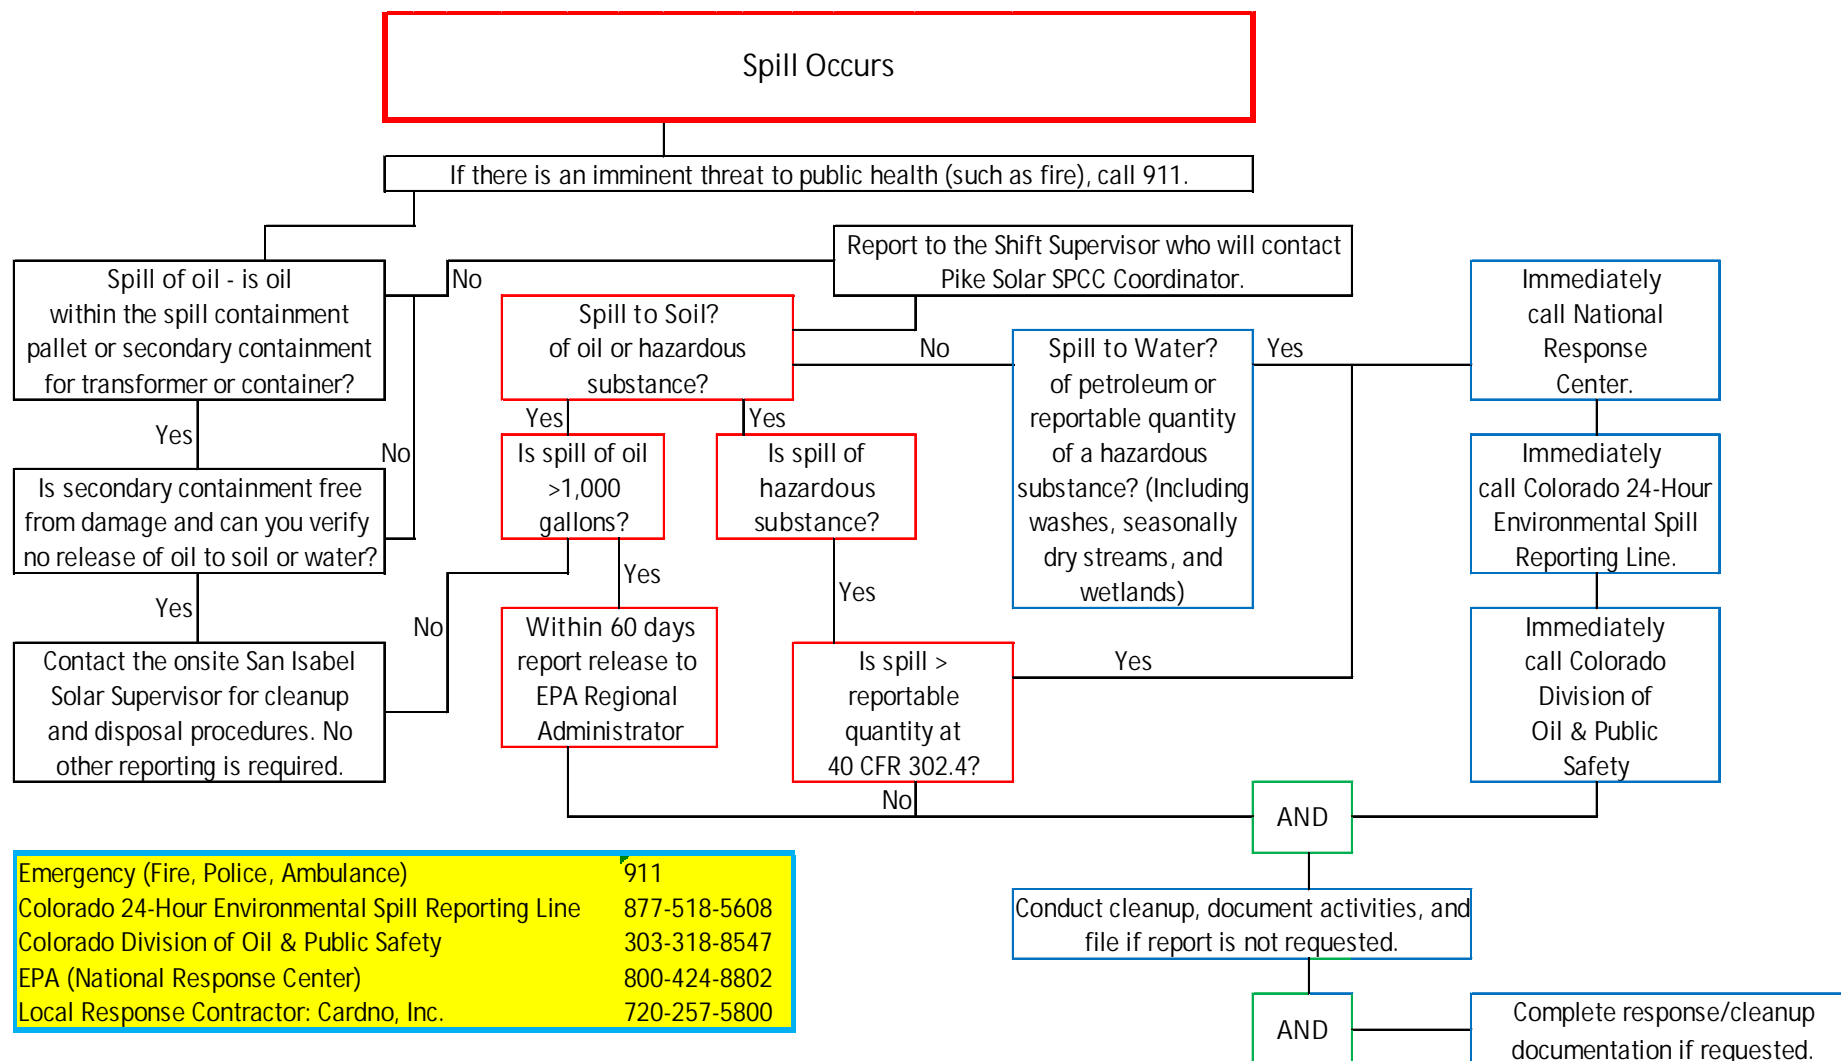 Spill Occurs
If there is an imminent threat to public health (such as fire), call 911.
Report to the Shift Supervisor who will contact
Pike Solar SPCC Coordinator.
Spill of oil - is oil
within the spill containment
pallet or secondary containment
for transformer or container?
No
Yes
No
Is secondary containment free
from damage and can you verify
no release of oil to soil or water?
Yes
Contact the onsite San Isabel
Solar Supervisor for cleanup
and disposal procedures. No
other reporting is required.
Spill to Soil?
of oil or hazardous
substance?
No
Yes
Yes
Is spill of oil
>1,000
gallons?
No
Yes
Within 60 days
report release to
EPA Regional
Administrator
Is spill of
hazardous
substance?
Yes
Is spill >
reportable
quantity at
40 CFR 302.4?
Yes
No
Spill to Water?
of petroleum or
reportable quantity
of a hazardous
substance? (Including
washes, seasonally
dry streams, and
wetlands)
Yes
Immediately
call National
Response
Center.
Immediately
call Colorado 24-Hour
Environmental Spill
Reporting Line.
Immediately
call Colorado
Division of
Oil & Public
Safety
AND
Conduct cleanup, document activities, and
file if report is not requested.
AND
Complete response/cleanup
documentation if requested.
Emergency (Fire, Police, Ambulance) 911
Colorado 24-Hour Environmental Spill Reporting Line 877-518-5608
Colorado Division of Oil & Public Safety 303-318-8547
EPA (National Response Center) 800-424-8802
Local Response Contractor: Cardno, Inc. 720-257-5800